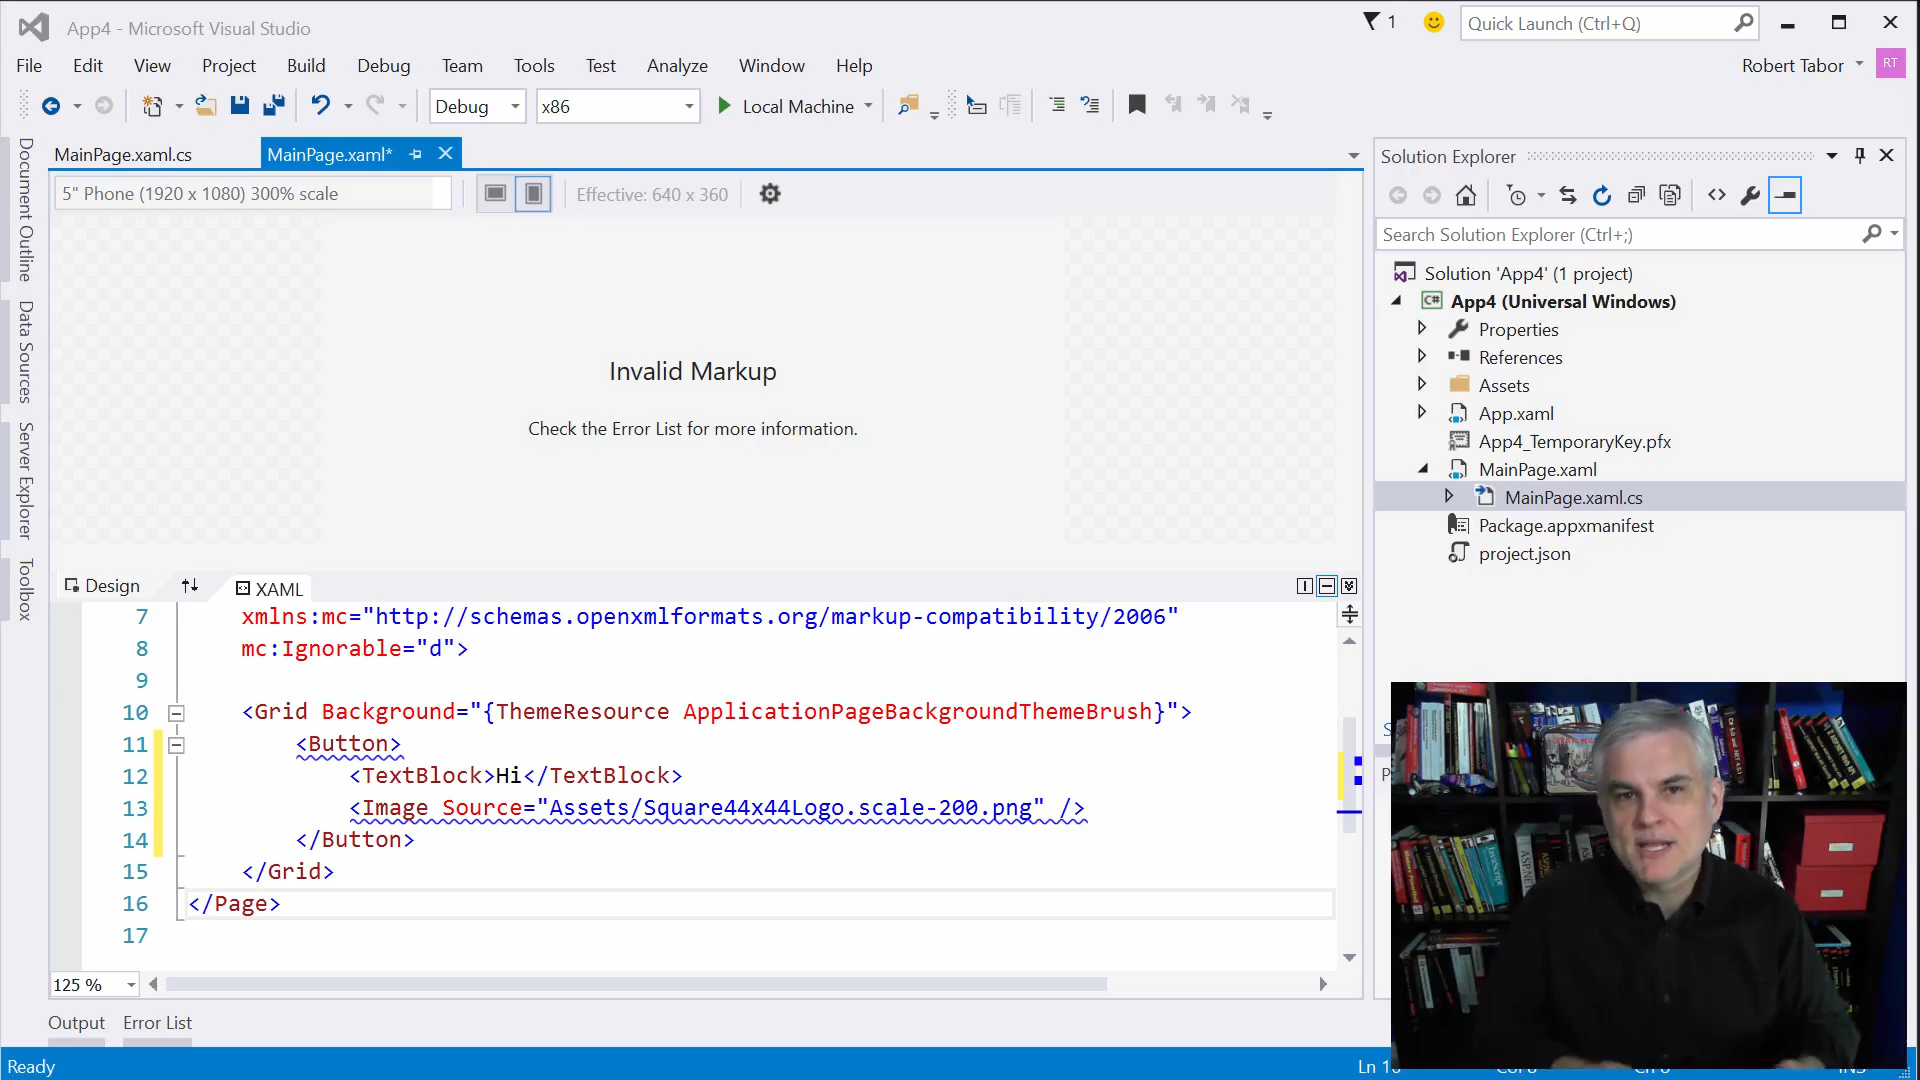 App4 - Microsoft Visual Studio
1
Quick Launch (Ctrl+Q)
File Edit View Project Build Debug Team Tools Test Analyze Window Help
Robert Tabor RT
Debug x86 Local Machine
MainPage.xaml.cs MainPage.xaml*
5" Phone (1920 x 1080) 300% scale
Effective: 640 x 360
Document Outline
Data Sources
Server Explorer
Toolbox
Invalid Markup
Check the Error List for more information.
Design XAML
7 xmlns:mc="http://schemas.openxmlformats.org/markup-compatibility/2006"
8 mc:Ignorable="d">
9
10 <Grid Background="{ThemeResource ApplicationPageBackgroundThemeBrush}">
11 <Button>
12 <TextBlock>Hi</TextBlock>
13 <Image Source="Assets/Square44x44Logo.scale-200.png" />
14 </Button>
15 </Grid>
16 </Page>
17
125 %
Output Error List
Ready
Solution Explorer
Search Solution Explorer (Ctrl+;)
Solution 'App4' (1 project)
C# App4 (Universal Windows)
Properties
References
Assets
App.xaml
App4_TemporaryKey.pfx
MainPage.xaml
MainPage.xaml.cs
Package.appxmanifest
project.json